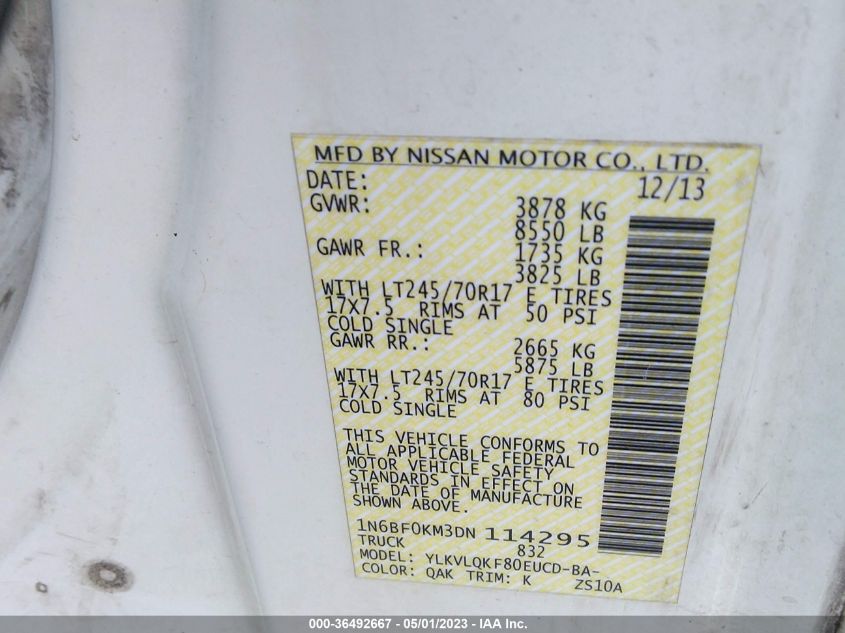 MFD BY NISSAN MOTOR CO., LTD.
DATE: 12/13
GVWR: 3878 KG
8550 LB
GAWR FR.: 1735 KG
3825 LB
WITH LT245/70R17 E TIRES
17X7.5 RIMS AT 50 PSI
COLD SINGLE
GAWR RR.: 2665 KG
5875 LB
WITH LT245/70R17 E TIRES
17X7.5 RIMS AT 80 PSI
COLD SINGLE
THIS VEHICLE CONFORMS TO
ALL APPLICABLE FEDERAL
MOTOR VEHICLE SAFETY
STANDARDS IN EFFECT ON
THE DATE OF MANUFACTURE
SHOWN ABOVE.
1N6BF0KM3DN 114295
TRUCK 832
MODEL: YLKVLQKF80EUCD-BA-
COLOR: QAK TRIM: K ZS10A
000-36492667 - 05/01/2023 - IAA Inc.